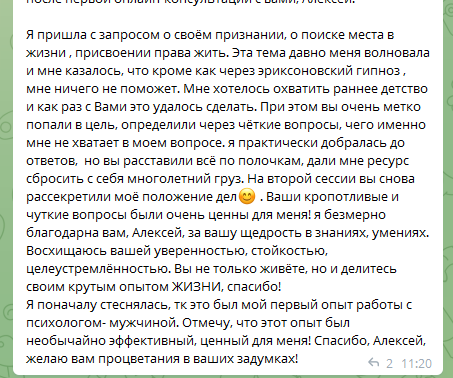 после первой онлайн-консультации с вами, Алексей.
Я пришла с запросом о своём признании, о поиске места в
жизни , присвоении права жить. Эта тема давно меня волновала
и мне казалось, что кроме как через эриксоновский гипноз ,
мне ничего не поможет. Мне хотелось охватить раннее детство
и как раз с Вами это удалось сделать. При этом вы очень метко
попали в цель, определили через чёткие вопросы, чего именно
мне не хватает в моем вопросе. я практически добралась до
ответов, но вы расставили всё по полочкам, дали мне ресурс
сбросить с себя многолетний груз. На второй сессии вы снова
рассекретили моё положение дел😊 . Ваши кропотливые и
чуткие вопросы были очень ценны для меня! я безмерно
благодарна вам, Алексей, за вашу щедрость в знаниях, умениях.
Восхищаюсь вашей уверенностью, стойкостью,
целеустремлённостью. Вы не только живёте, но и делитесь
своим крутым опытом ЖИЗНИ, спасибо!
Я поначалу стеснялась, тк это был мой первый опыт работы с
психологом- мужчиной. Отмечу, что этот опыт был
необычайно эффективный, ценный для меня! Спасибо, Алексей,
желаю вам процветания в ваших задумках!
2 11:20